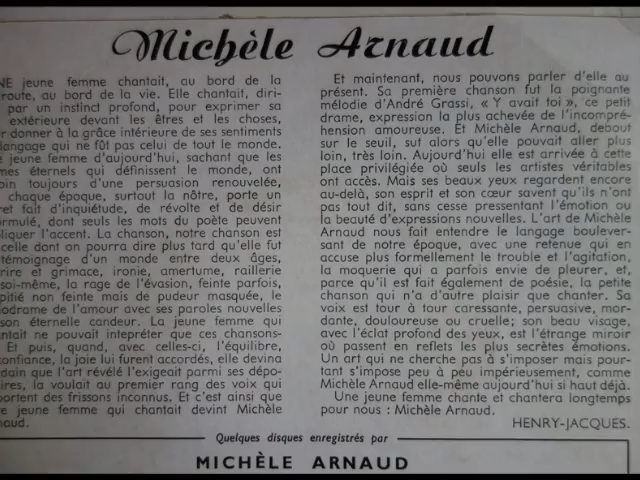 Michèle Arnaud
NE jeune femme chantait, au bord de la
route, au bord de la vie. Elle chantait, diri-
par un instinct profond, pour exprimer sa
extérieure devant les êtres et les choses,
r donner à la grâce intérieure de ses sentiments
langage qui ne fût pas celui de tout le monde.
e jeune femme d'aujourd'hui, sachant que les
mes éternels qui définissent le monde, ont
oin toujours d'une persuasion renouvelée,
chaque époque, surtout la nôtre, porte un
ret fait d'inquiétude, de révolte et de désir
ormulé, dont seuls les mots du poète peuvent
liquer l'accent. La chanson, notre chanson est
celle dont on pourra dire plus tard qu'elle fut
témoignage d'un monde entre deux âges,
rire et grimace, ironie, amertume, raillerie
soi-même, la rage de l'évasion, feinte parfois,
pitié non feinte mais de pudeur masquée, le
odrame de l'amour avec ses paroles nouvelles
son éternelle candeur. La jeune femme qui
ntait ne pouvait intepréter que ces chansons-
Et puis, quand, avec celles-ci, l'équilibre,
confiance, la joie lui furent accordés, elle devina
dain que l'art révélé l'exigeait parmi ses dépo-
ires, la voulait au premier rang des voix qui
portent des frissons inconnus. Et c'est ainsi que
e jeune femme qui chantait devint Michèle
naud.
Et maintenant, nous pouvons parler d'elle au
présent. Sa première chanson fut la poignante
mélodie d'André Grassi, « Y avait toi », ce petit
drame, expression la plus achevée de l'incompré-
hension amoureuse. Et Michèle Arnaud, debout
sur le seuil, sut alors qu'elle pouvait aller plus
loin, très loin. Aujourd'hui elle est arrivée à cette
place privilégiée où seuls les artistes véritables
ont accès. Mais ses beaux yeux regardent encore
au-delà, son esprit et son cœur savent qu'ils n'ont
pas tout dit, sans cesse pressentant l'émotion ou
la beauté d'expressions nouvelles. L'art de Michèle
Arnaud nous fait entendre le langage boulever-
sant de notre époque, avec une retenue qui en
accuse plus formellement le trouble et l'agitation,
la moquerie qui a parfois envie de pleurer, et,
parce qu'il est fait également de poésie, la petite
chanson qui n'a d'autre plaisir que chanter. Sa
voix est tour à tour caressante, persuasive, mor-
dante, douloureuse ou cruelle ; son beau visage,
avec l'éclat profond des yeux, est l'étrange miroir
où passent en reflets les plus secrètes émotions.
Un art qui ne cherche pas à s'imposer mais pour-
tant s'impose peu à peu impérieusement, comme
Michèle Arnaud elle-même aujourd'hui si haut déjà.
Une jeune femme chante et chantera longtemps
pour nous : Michèle Arnaud.
HENRY-JACQUES.
Quelques disques enregistrés par
MICHÈLE ARNAUD